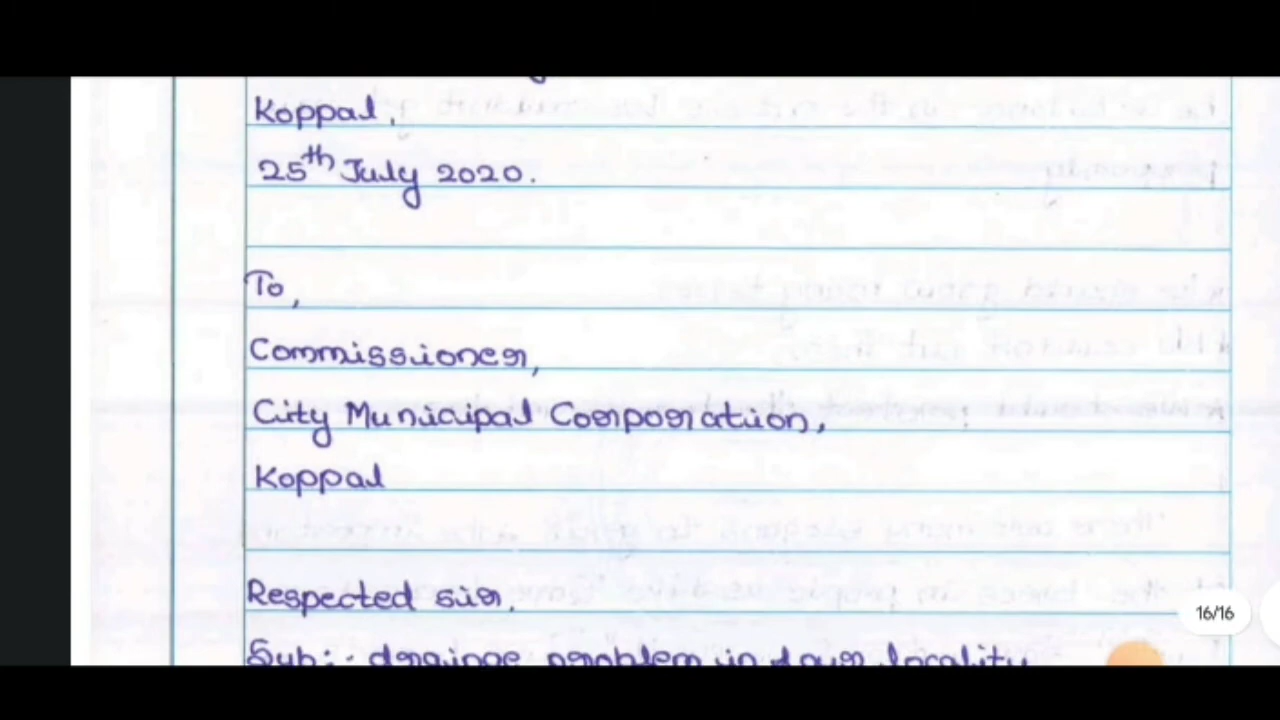 Koppal.
25th July 2020.
To,
Commissioner,
City Municipal Corporation,
Koppal
Respected sir,
16/16
Sub:- drainge problem in our locality